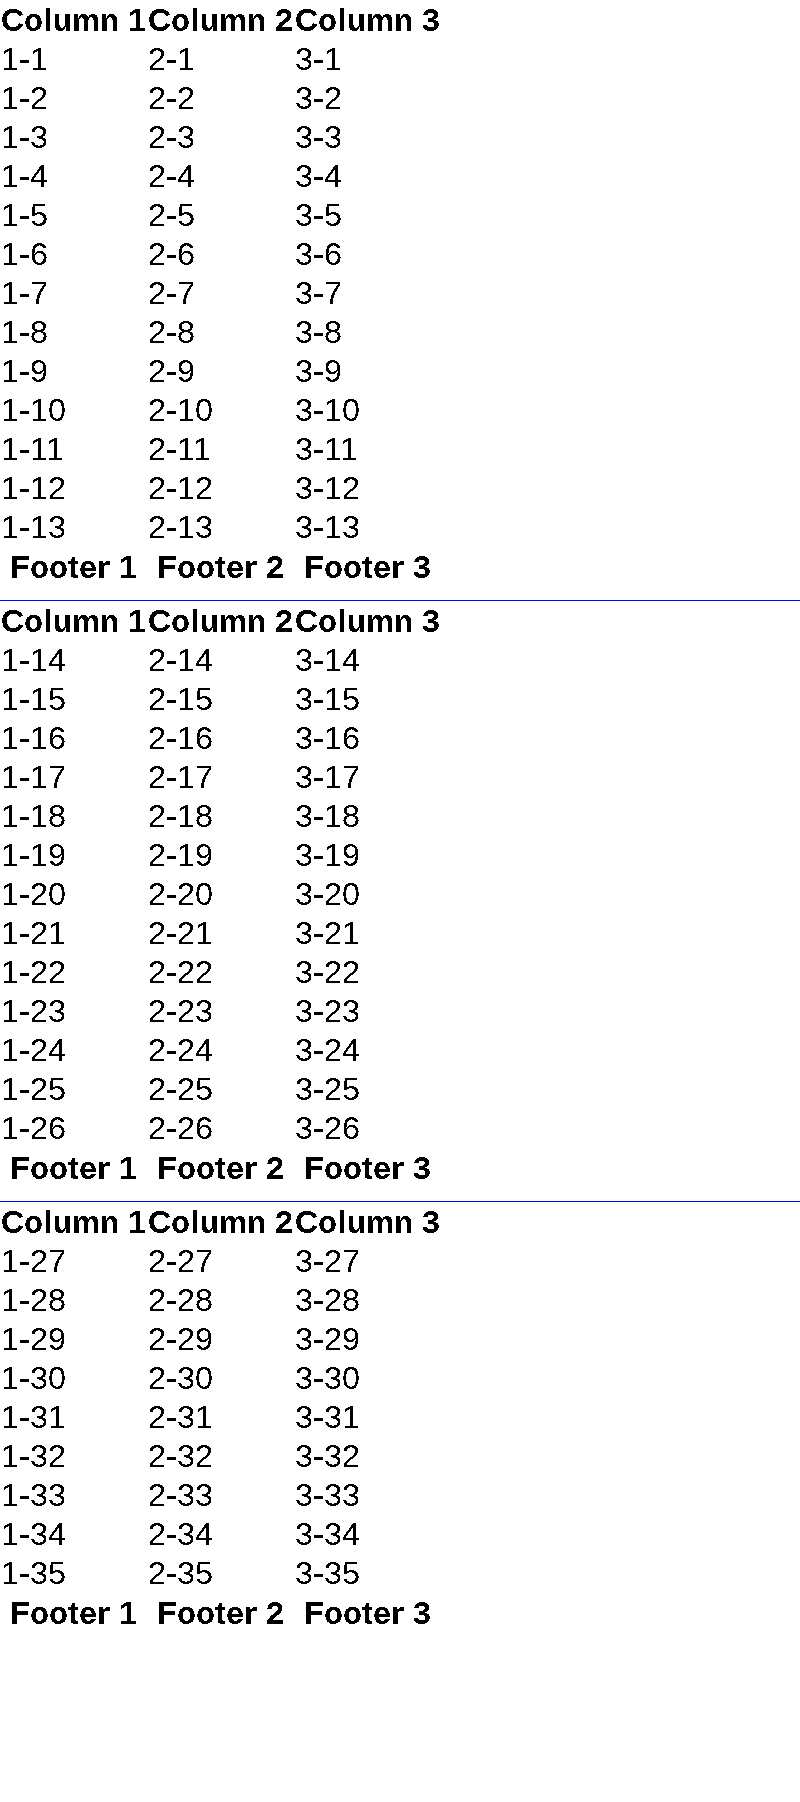 Column 1 Column 2 Column 3
1-1 2-1 3-1
1-2 2-2 3-2
1-3 2-3 3-3
1-4 2-4 3-4
1-5 2-5 3-5
1-6 2-6 3-6
1-7 2-7 3-7
1-8 2-8 3-8
1-9 2-9 3-9
1-10 2-10 3-10
1-11 2-11 3-11
1-12 2-12 3-12
1-13 2-13 3-13
Footer 1 Footer 2 Footer 3
Column 1 Column 2 Column 3
1-14 2-14 3-14
1-15 2-15 3-15
1-16 2-16 3-16
1-17 2-17 3-17
1-18 2-18 3-18
1-19 2-19 3-19
1-20 2-20 3-20
1-21 2-21 3-21
1-22 2-22 3-22
1-23 2-23 3-23
1-24 2-24 3-24
1-25 2-25 3-25
1-26 2-26 3-26
Footer 1 Footer 2 Footer 3
Column 1 Column 2 Column 3
1-27 2-27 3-27
1-28 2-28 3-28
1-29 2-29 3-29
1-30 2-30 3-30
1-31 2-31 3-31
1-32 2-32 3-32
1-33 2-33 3-33
1-34 2-34 3-34
1-35 2-35 3-35
Footer 1 Footer 2 Footer 3